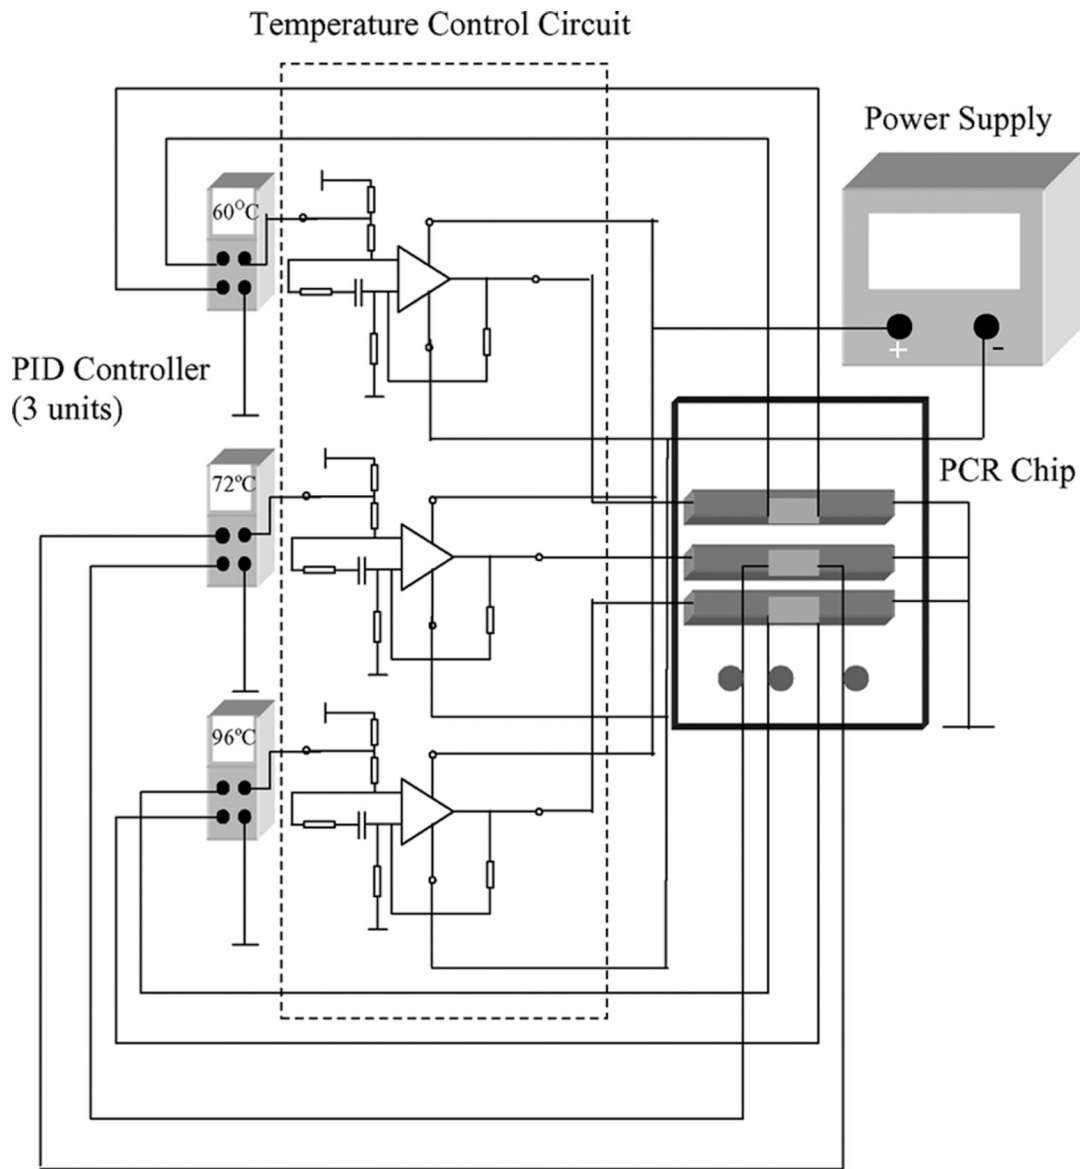 Temperature Control Circuit
Power Supply
60°C
+ -
PID Controller
(3 units)
72°C
PCR Chip
96°C